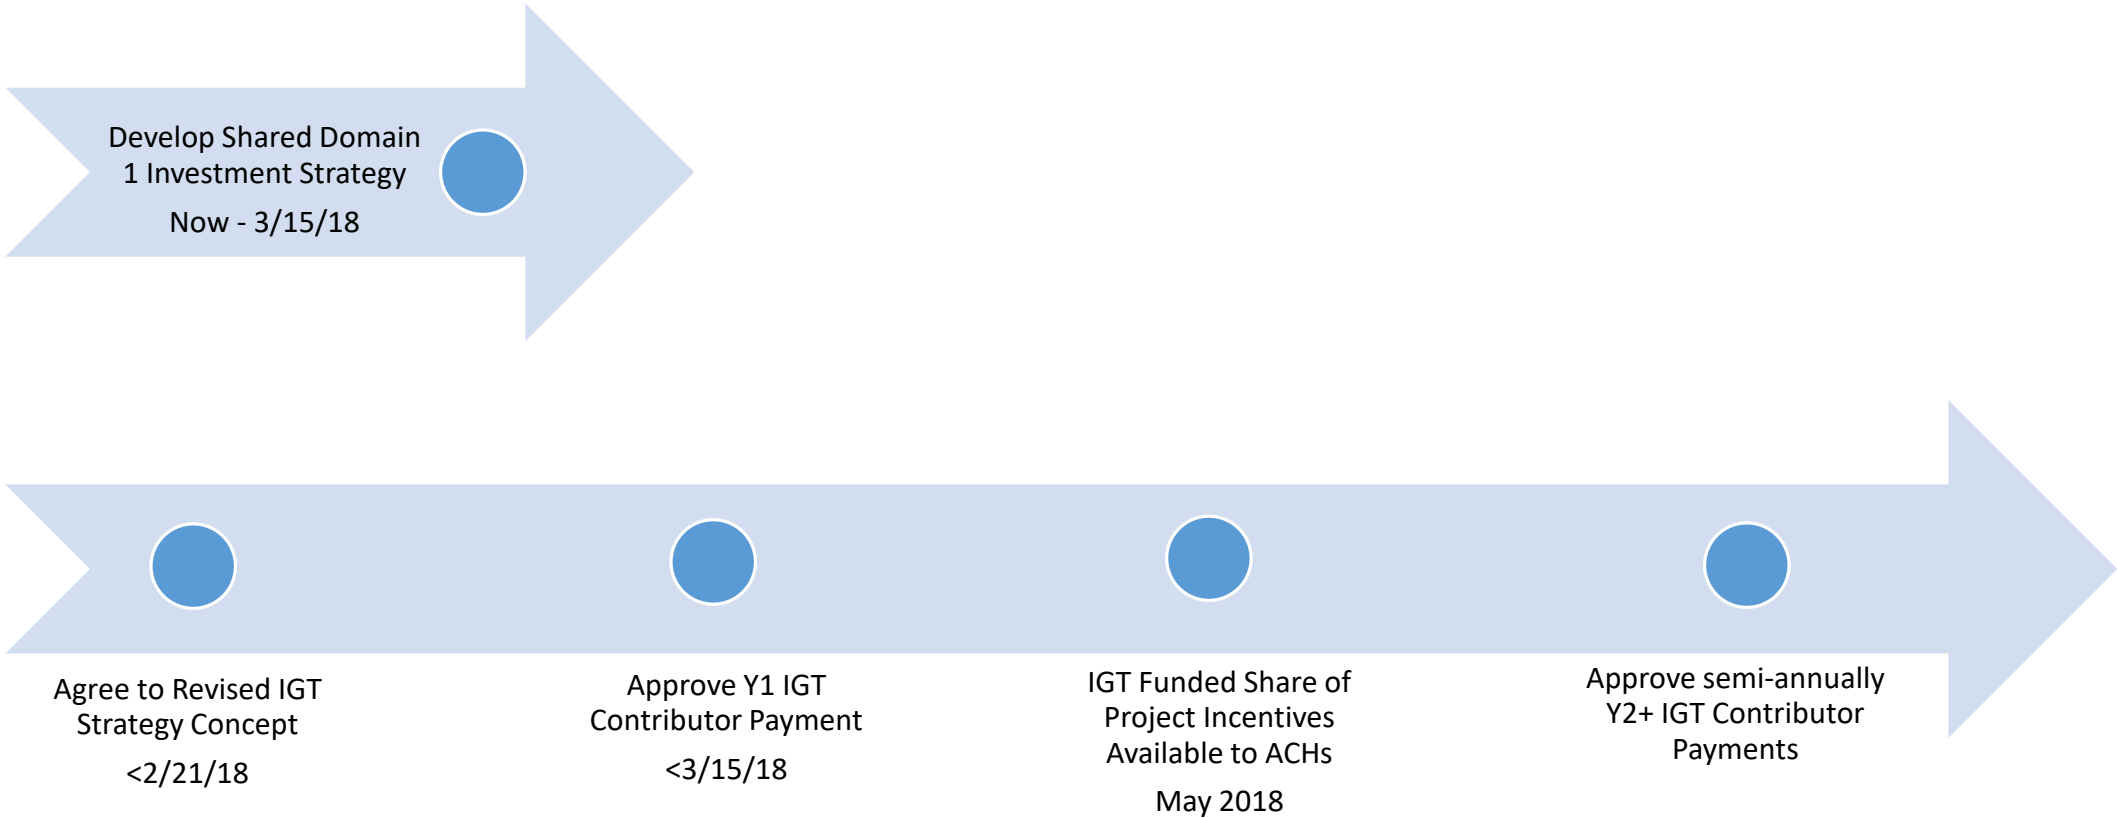 Develop Shared Domain
1 Investment Strategy
Now - 3/15/18
Agree to Revised IGT
Strategy Concept
<2/21/18
Approve Y1 IGT
Contributor Payment
<3/15/18
IGT Funded Share of
Project Incentives
Available to ACHs
May 2018
Approve semi-annually
Y2+ IGT Contributor
Payments